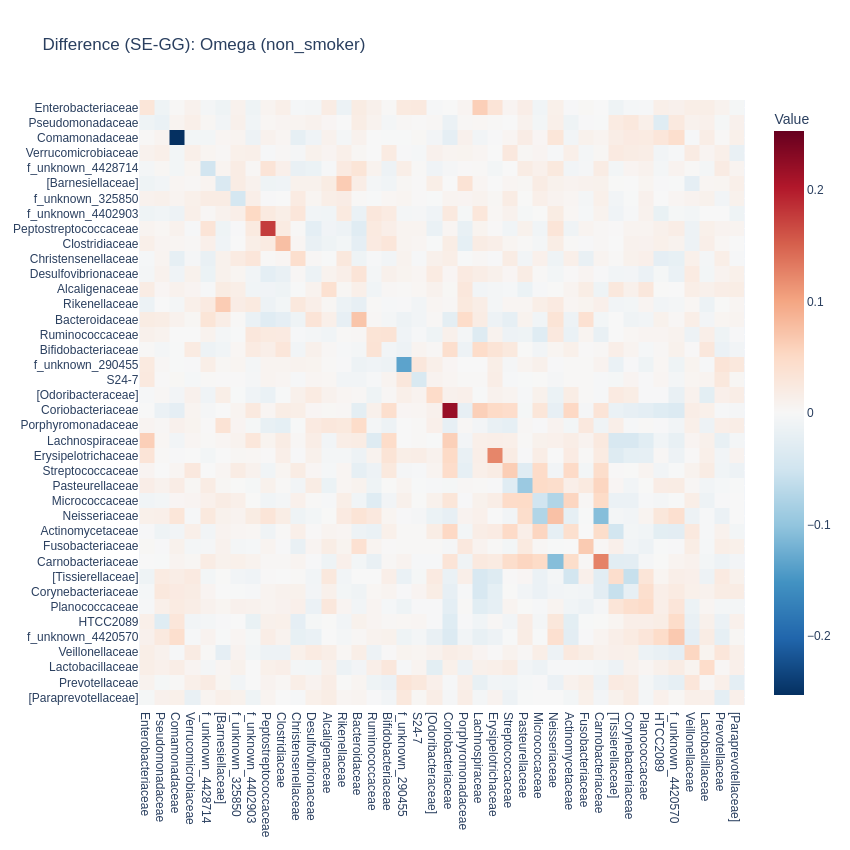 Difference (SE-GG): Omega (non_smoker)
Value
Enterobacteriaceae
Pseudomonadaceae
Comamonadaceae
Verrucomicrobiaceae
f_unknown_4428714
[Barnesiellaceae]
f_unknown_325850
f_unknown_4402903
Peptostreptococcaceae
Clostridiaceae
Christensenellaceae
Desulfovibrionaceae
Alcaligenaceae
Rikenellaceae
Bacteroidaceae
Ruminococcaceae
Bifidobacteriaceae
f_unknown_290455
S24-7
[Odoribacteraceae]
Coriobacteriaceae
Porphyromonadaceae
Lachnospiraceae
Erysipelotrichaceae
Streptococcaceae
Pasteurellaceae
Micrococcaceae
Neisseriaceae
Actinomycetaceae
Fusobacteriaceae
Carnobacteriaceae
[Tissierellaceae]
Corynebacteriaceae
Planococcaceae
HTCC2089
f_unknown_4420570
Veillonellaceae
Lactobacillaceae
Prevotellaceae
[Paraprevotellaceae]
0.2
0.1
0
−0.1
−0.2
Enterobacteriaceae
Pseudomonadaceae
Comamonadaceae
Verrucomicrobiaceae
f_unknown_4428714
[Barnesiellaceae]
f_unknown_325850
f_unknown_4402903
Peptostreptococcaceae
Clostridiaceae
Christensenellaceae
Desulfovibrionaceae
Alcaligenaceae
Rikenellaceae
Bacteroidaceae
Ruminococcaceae
Bifidobacteriaceae
f_unknown_290455
S24-7
[Odoribacteraceae]
Coriobacteriaceae
Porphyromonadaceae
Lachnospiraceae
Erysipelotrichaceae
Streptococcaceae
Pasteurellaceae
Micrococcaceae
Neisseriaceae
Actinomycetaceae
Fusobacteriaceae
Carnobacteriaceae
[Tissierellaceae]
Corynebacteriaceae
Planococcaceae
HTCC2089
f_unknown_4420570
Veillonellaceae
Lactobacillaceae
Prevotellaceae
[Paraprevotellaceae]